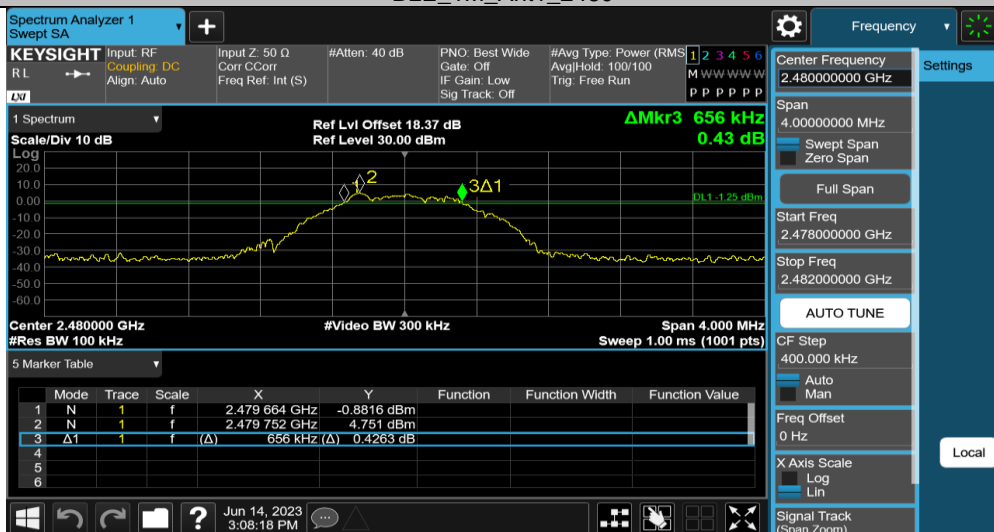 Spectrum Analyzer 1
Swept SA
+
Frequency
KEYSIGHT
RL
LXI
Input: RF
Coupling: DC
Align: Auto
Input Z: 50 Ω
Corr CCorr
Freq Ref: Int (S)
#Atten: 40 dB
PNO: Best Wide
Gate: Off
IF Gain: Low
Sig Track: Off
#Avg Type: Power (RMS
Avg|Hold: 100/100
Trig: Free Run
1 2 3 4 5 6
M W W W W W
P P P P P P
1 Spectrum
Scale/Div 10 dB
Ref Lvl Offset 18.37 dB
Ref Level 30.00 dBm
ΔMkr3 656 kHz
0.43 dB
Log
20.0
10.0
0.00
-10.0
-20.0
-30.0
-40.0
-50.0
-60.0
1
2
3Δ1
DL1 -1.25 dBm
Center 2.480000 GHz
#Video BW 300 kHz
Span 4.000 MHz
#Res BW 100 kHz
Sweep 1.00 ms (1001 pts)
5 Marker Table
Mode Trace Scale X Y Function Function Width Function Value
1 N 1 f 2.479 664 GHz -0.8816 dBm
2 N 1 f 2.479 752 GHz 4.751 dBm
3 Δ1 1 f (Δ) 656 kHz (Δ) 0.4263 dB
4
5
6
Jun 14, 2023
3:08:18 PM
Center Frequency
2.480000000 GHz
Span
4.00000000 MHz
Swept Span
Zero Span
Full Span
Start Freq
2.478000000 GHz
Stop Freq
2.482000000 GHz
AUTO TUNE
CF Step
400.000 kHz
Auto
Man
Freq Offset
0 Hz
X Axis Scale
Log
Lin
Signal Track
(Span Zoom)
Settings
Local